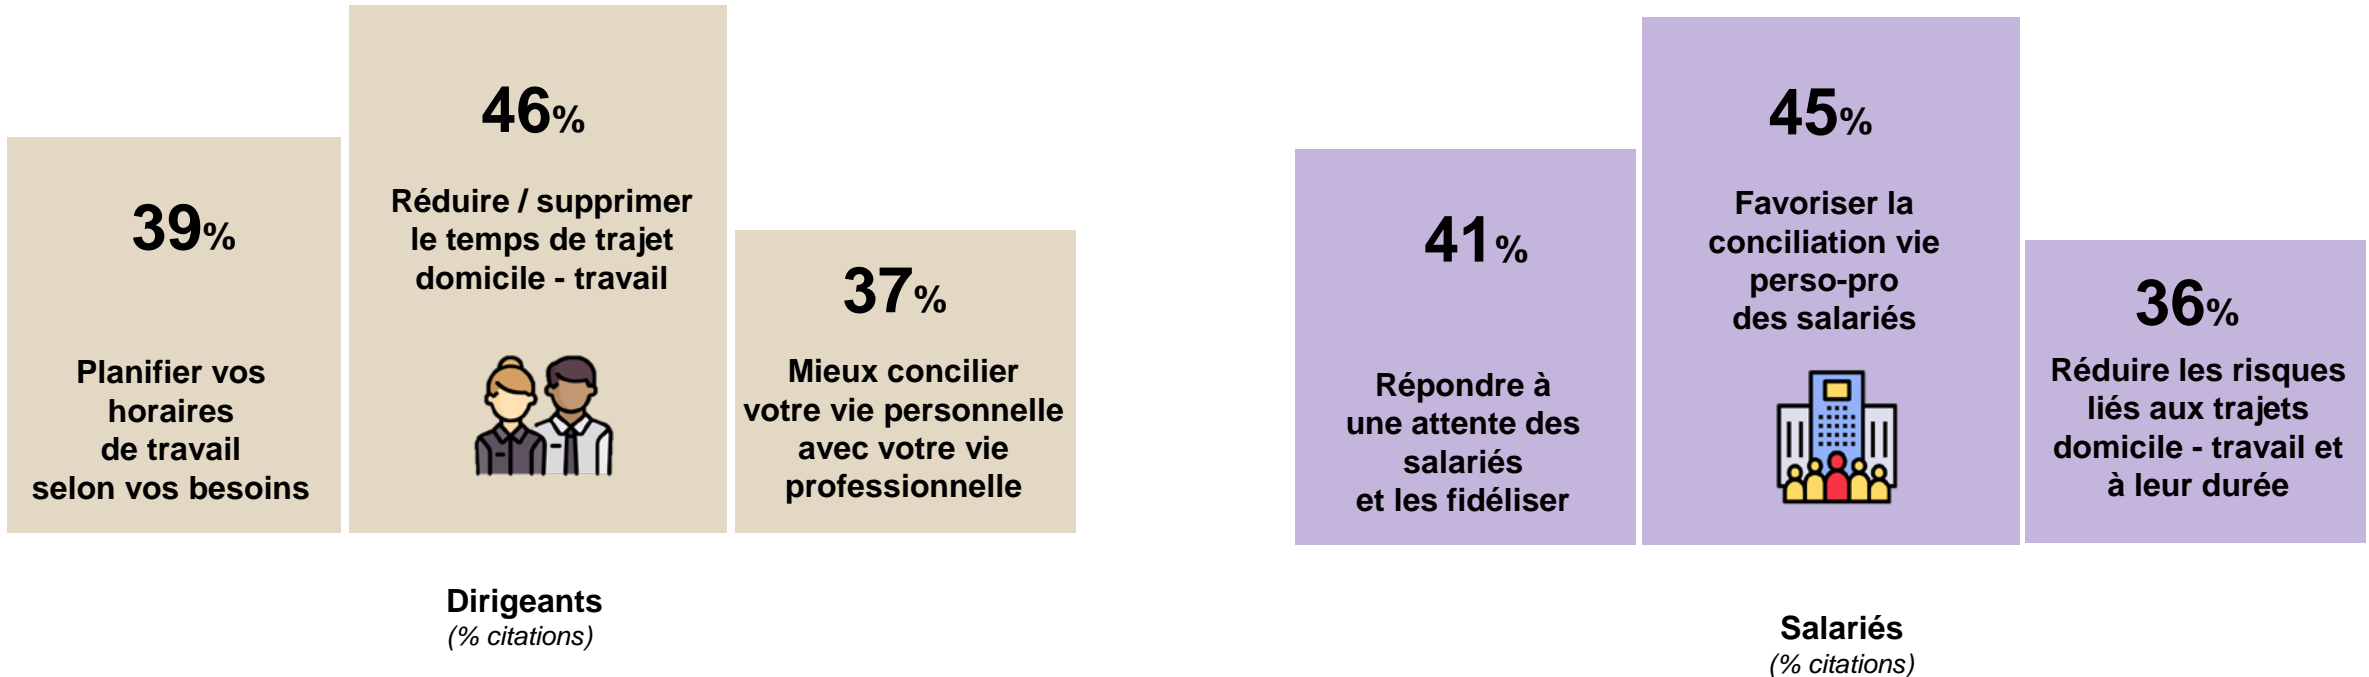 39%
Planifier vos
horaires
de travail
selon vos besoins
46%
Réduire / supprimer
le temps de trajet
domicile - travail
37%
Mieux concilier
votre vie personnelle
avec votre vie
professionnelle
Dirigeants
(% citations)
41%
Répondre à
une attente des
salariés
et les fidéliser
45%
Favoriser la
conciliation vie
perso-pro
des salariés
36%
Réduire les risques
liés aux trajets
domicile - travail et
à leur durée
Salariés
(% citations)